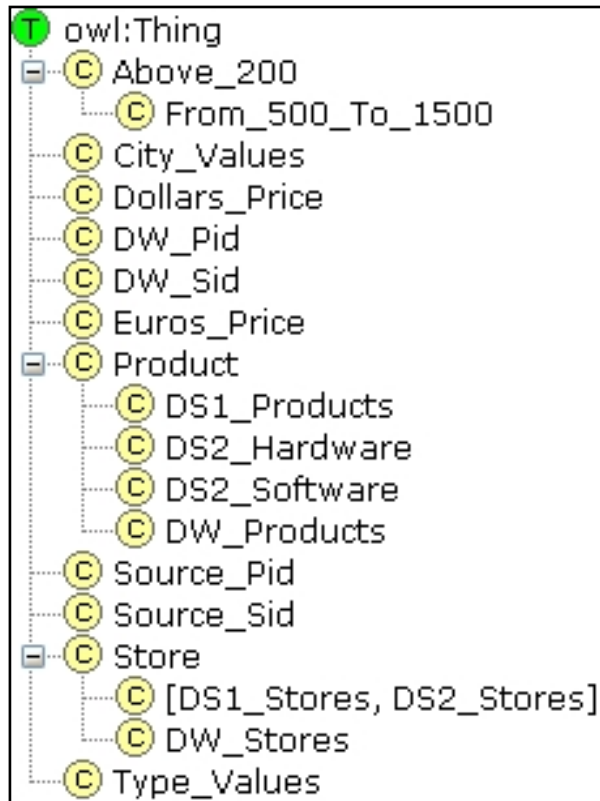 T owl:Thing
C Above_200
C From_500_To_1500
C City_Values
C Dollars_Price
C DW_Pid
C DW_Sid
C Euros_Price
C Product
C DS1_Products
C DS2_Hardware
C DS2_Software
C DW_Products
C Source_Pid
C Source_Sid
C Store
C [DS1_Stores, DS2_Stores]
C DW_Stores
C Type_Values